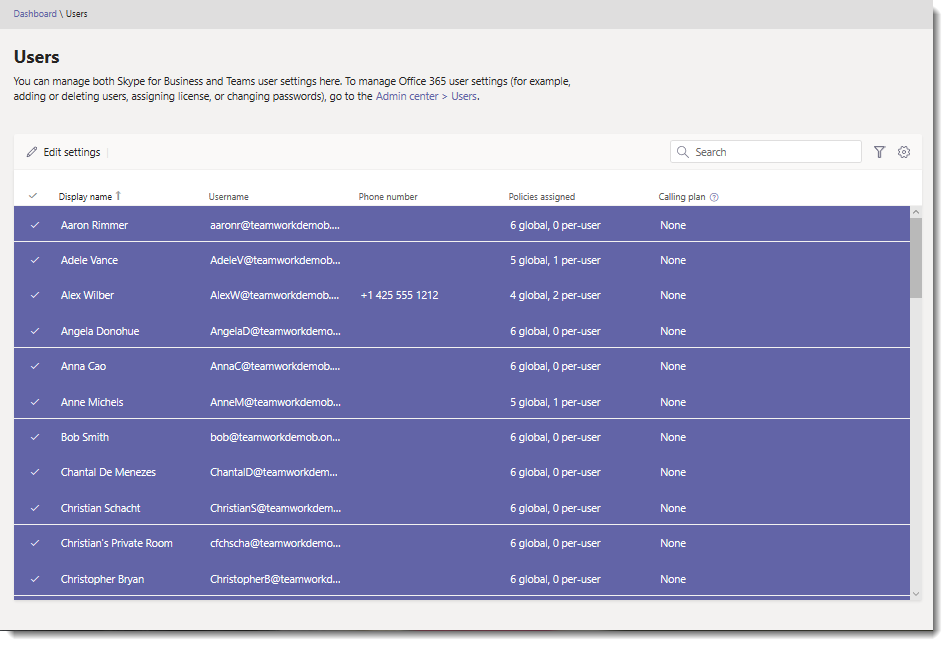 Dashboard \ Users
Users
You can manage both Skype for Business and Teams user settings here. To manage Office 365 user settings (for example,
adding or deleting users, assigning license, or changing passwords), go to the Admin center > Users.
Edit settings Search
Display name ↑ Username Phone number Policies assigned Calling plan
Aaron Rimmer aaronr@teamworkdemob.... 6 global, 0 per-user None
Adele Vance AdeleV@teamworkdemob... 5 global, 1 per-user None
Alex Wilber AlexW@teamworkdemob.... +1 425 555 1212 4 global, 2 per-user None
Angela Donohue AngelaD@teamworkdemo... 6 global, 0 per-user None
Anna Cao AnnaC@teamworkdemob.... 6 global, 0 per-user None
Anne Michels AnneM@teamworkdemob... 5 global, 1 per-user None
Bob Smith bob@teamworkdemob.on... 6 global, 0 per-user None
Chantal De Menezes ChantalD@teamworkdem... 6 global, 0 per-user None
Christian Schacht ChristianS@teamworkdem... 6 global, 0 per-user None
Christian's Private Room cfchscha@teamworkdemo... 6 global, 0 per-user None
Christopher Bryan ChristopherB@teamworkd... 6 global, 0 per-user None